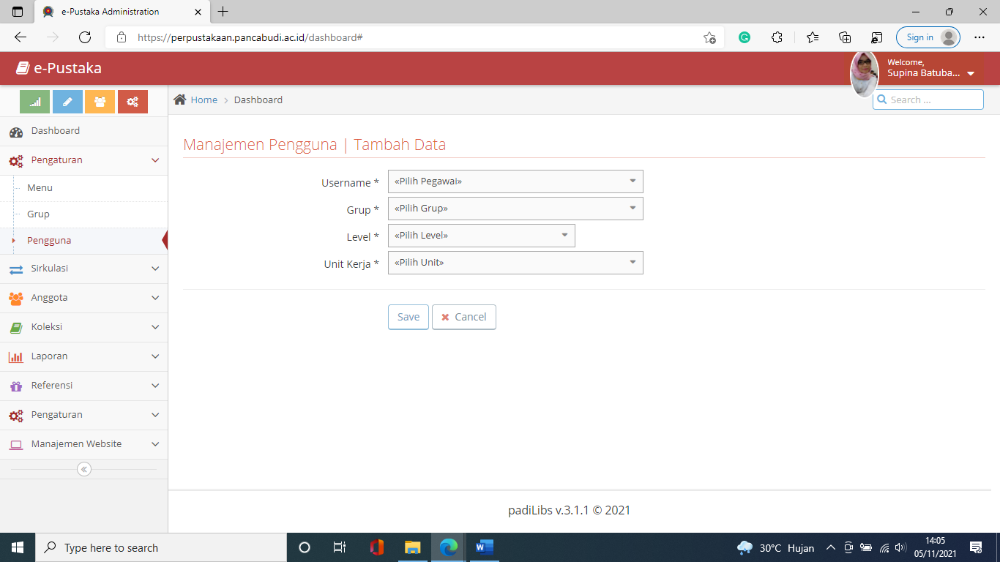 e-Pustaka Administration
https://perpustakaan.pancabudi.ac.id/dashboard#
Sign in
e-Pustaka
Welcome,
Supina Batuba...
Home > Dashboard
Search ...
Dashboard
Pengaturan
Menu
Grup
Pengguna
Sirkulasi
Anggota
Koleksi
Laporan
Referensi
Pengaturan
Manajemen Website
Manajemen Pengguna | Tambah Data
Username * «Pilih Pegawai»
Grup * «Pilih Grup»
Level * «Pilih Level»
Unit Kerja * «Pilih Unit»
Save Cancel
padiLibs v.3.1.1 © 2021
Type here to search
30°C Hujan
14:05
05/11/2021